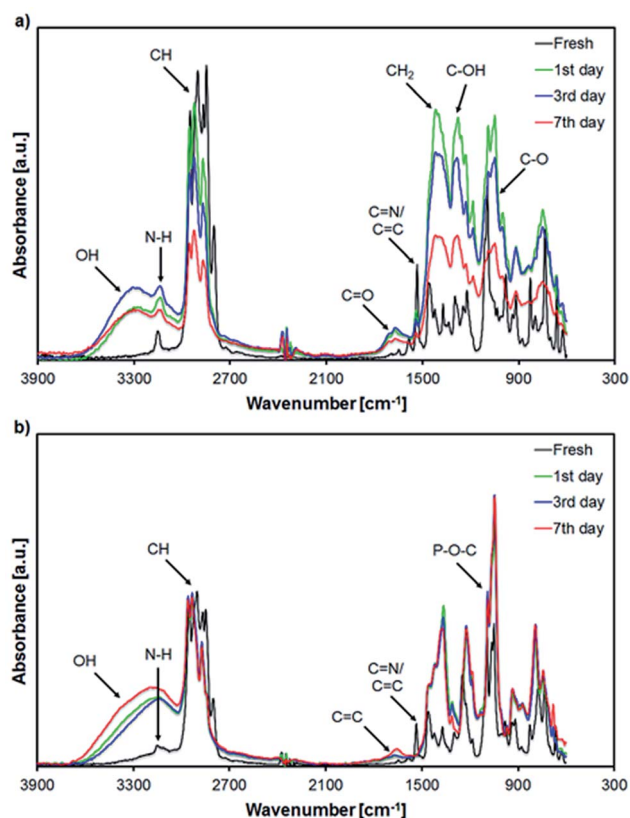 a)
Fresh
1st day
3rd day
7th day
CH
CH₂
C-OH
C-O
C=N/
C=C
N-H
OH
C=O
Absorbance [a.u.]
3900 3300 2700 2100 1500 900 300
Wavenumber [cm⁻¹]
b)
Fresh
1st day
3rd day
7th day
CH
P-O-C
N-H
OH
C=N/
C=C
C=C
Absorbance [a.u.]
3900 3300 2700 2100 1500 900 300
Wavenumber [cm⁻¹]